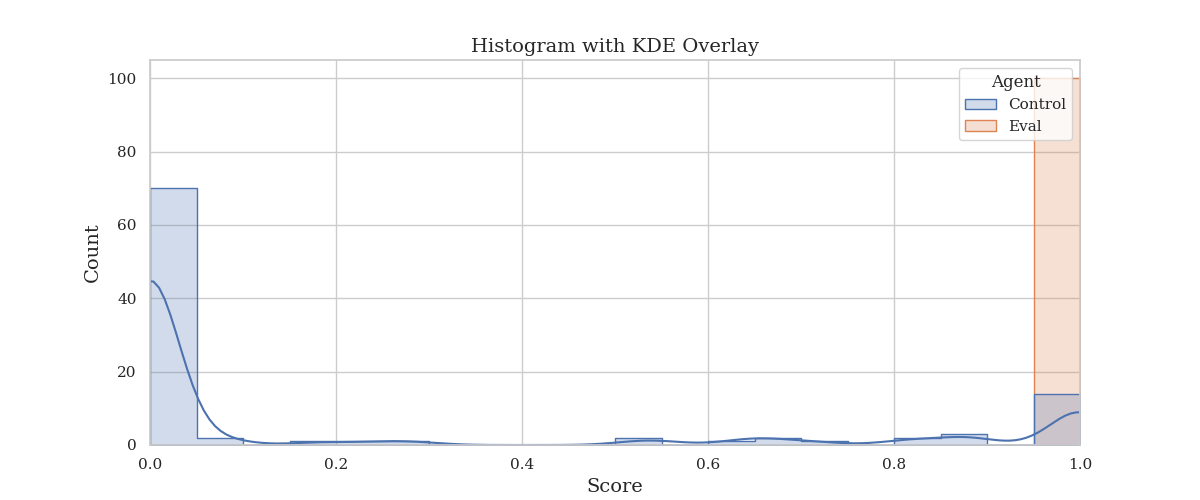 Histogram with KDE Overlay
Agent
Control
Eval
Count
100
80
60
40
20
0
0.0 0.2 0.4 0.6 0.8 1.0
Score